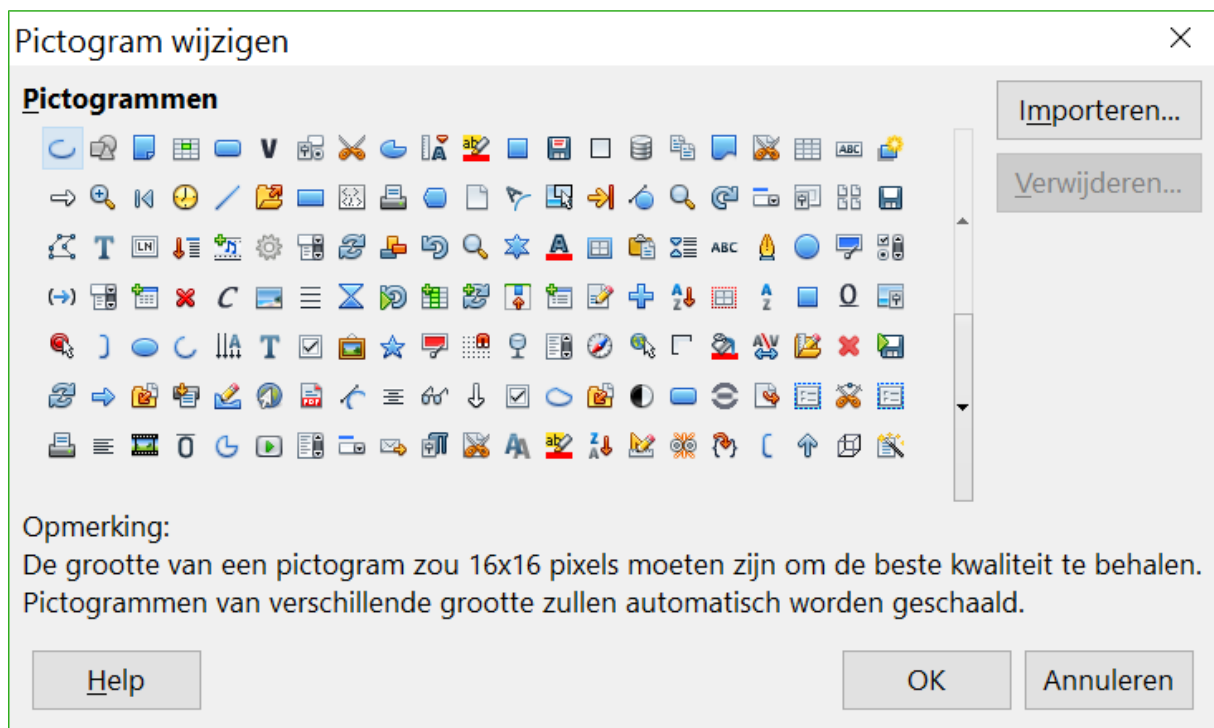 Pictogram wijzigen
Pictogrammen
Importeren...
Verwijderen...
Opmerking:
De grootte van een pictogram zou 16x16 pixels moeten zijn om de beste kwaliteit te behalen.
Pictogrammen van verschillende grootte zullen automatisch worden geschaald.
Help
OK
Annuleren